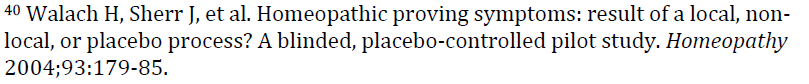 40 Walach H, Sherr J, et al. Homeopathic proving symptoms: result of a local, non-
local, or placebo process? A blinded, placebo-controlled pilot study. Homeopathy
2004;93:179-85.